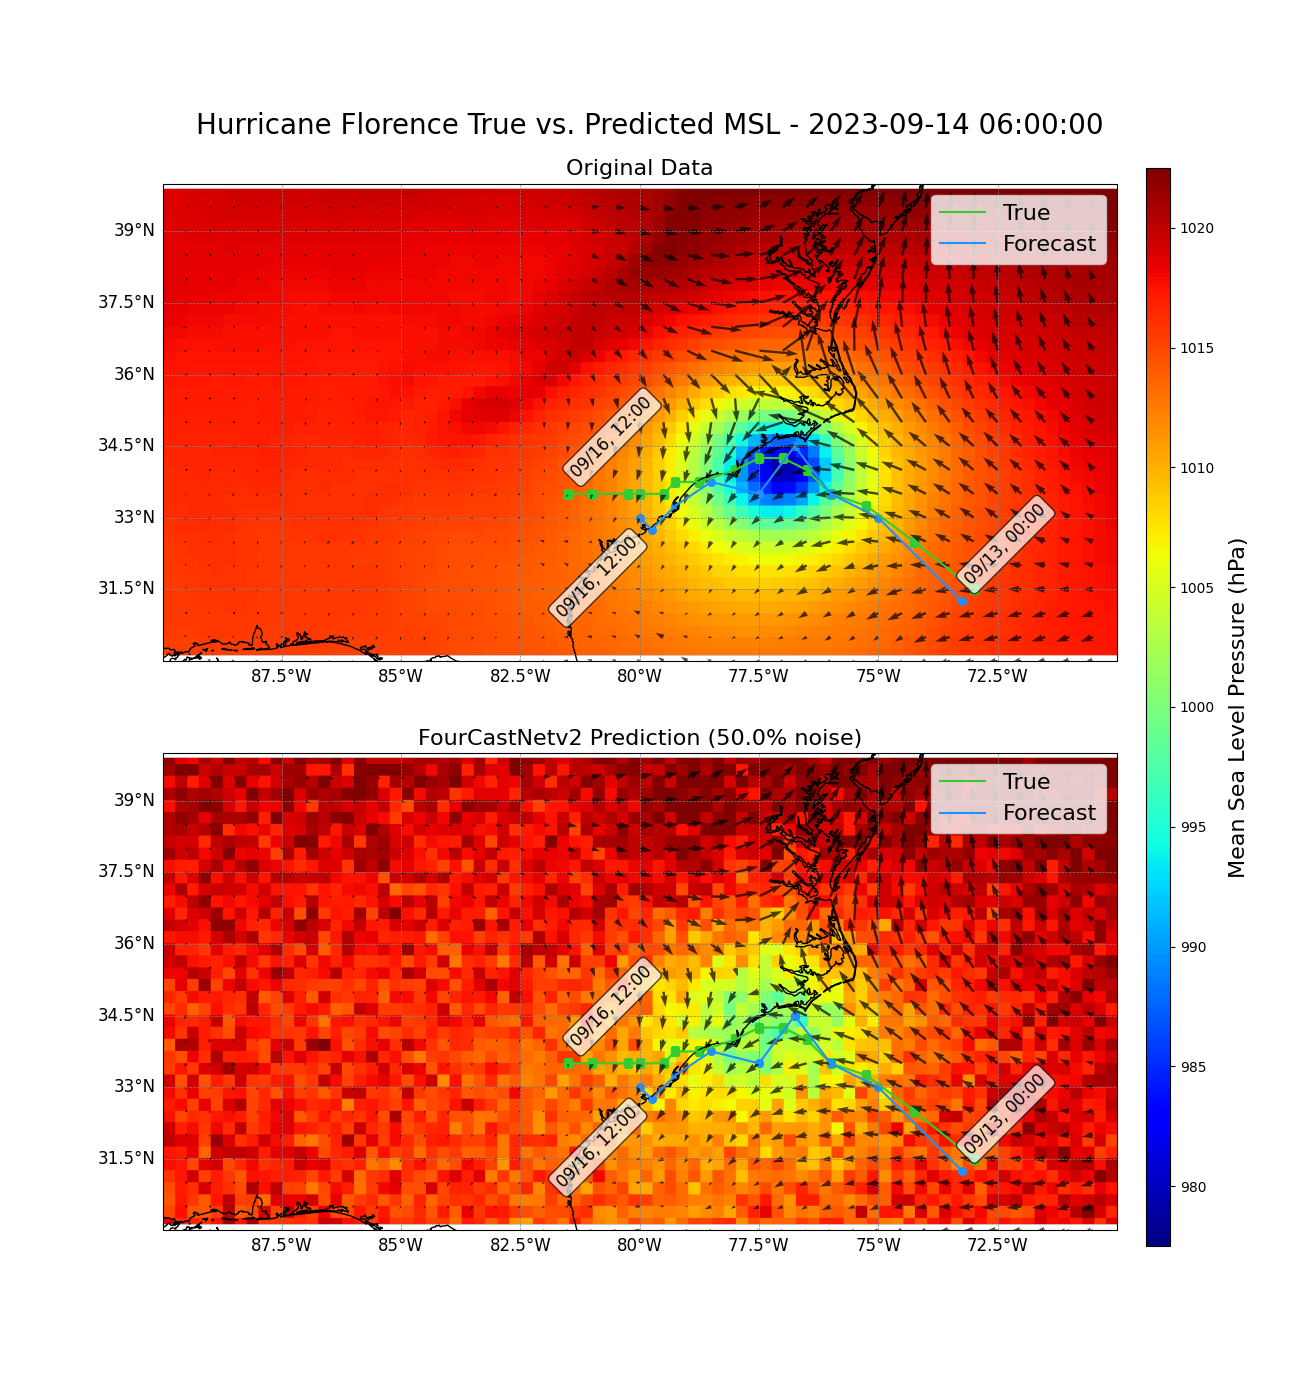 Hurricane Florence True vs. Predicted MSL - 2023-09-14 06:00:00
Original Data
True
Forecast
39°N
37.5°N
36°N
34.5°N
33°N
31.5°N
09/16, 12:00
09/16, 12:00
09/13, 00:00
87.5°W 85°W 82.5°W 80°W 77.5°W 75°W 72.5°W
FourCastNetv2 Prediction (50.0% noise)
True
Forecast
39°N
37.5°N
36°N
34.5°N
33°N
31.5°N
09/16, 12:00
09/16, 12:00
09/13, 00:00
87.5°W 85°W 82.5°W 80°W 77.5°W 75°W 72.5°W
1020
1015
1010
1005
1000
995
990
985
980
Mean Sea Level Pressure (hPa)